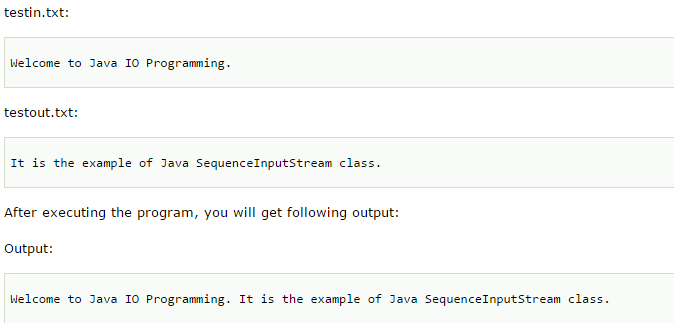 testin.txt:
Welcome to Java IO Programming.
testout.txt:
It is the example of Java SequenceInputStream class.
After executing the program, you will get following output:
Output:
Welcome to Java IO Programming. It is the example of Java SequenceInputStream class.